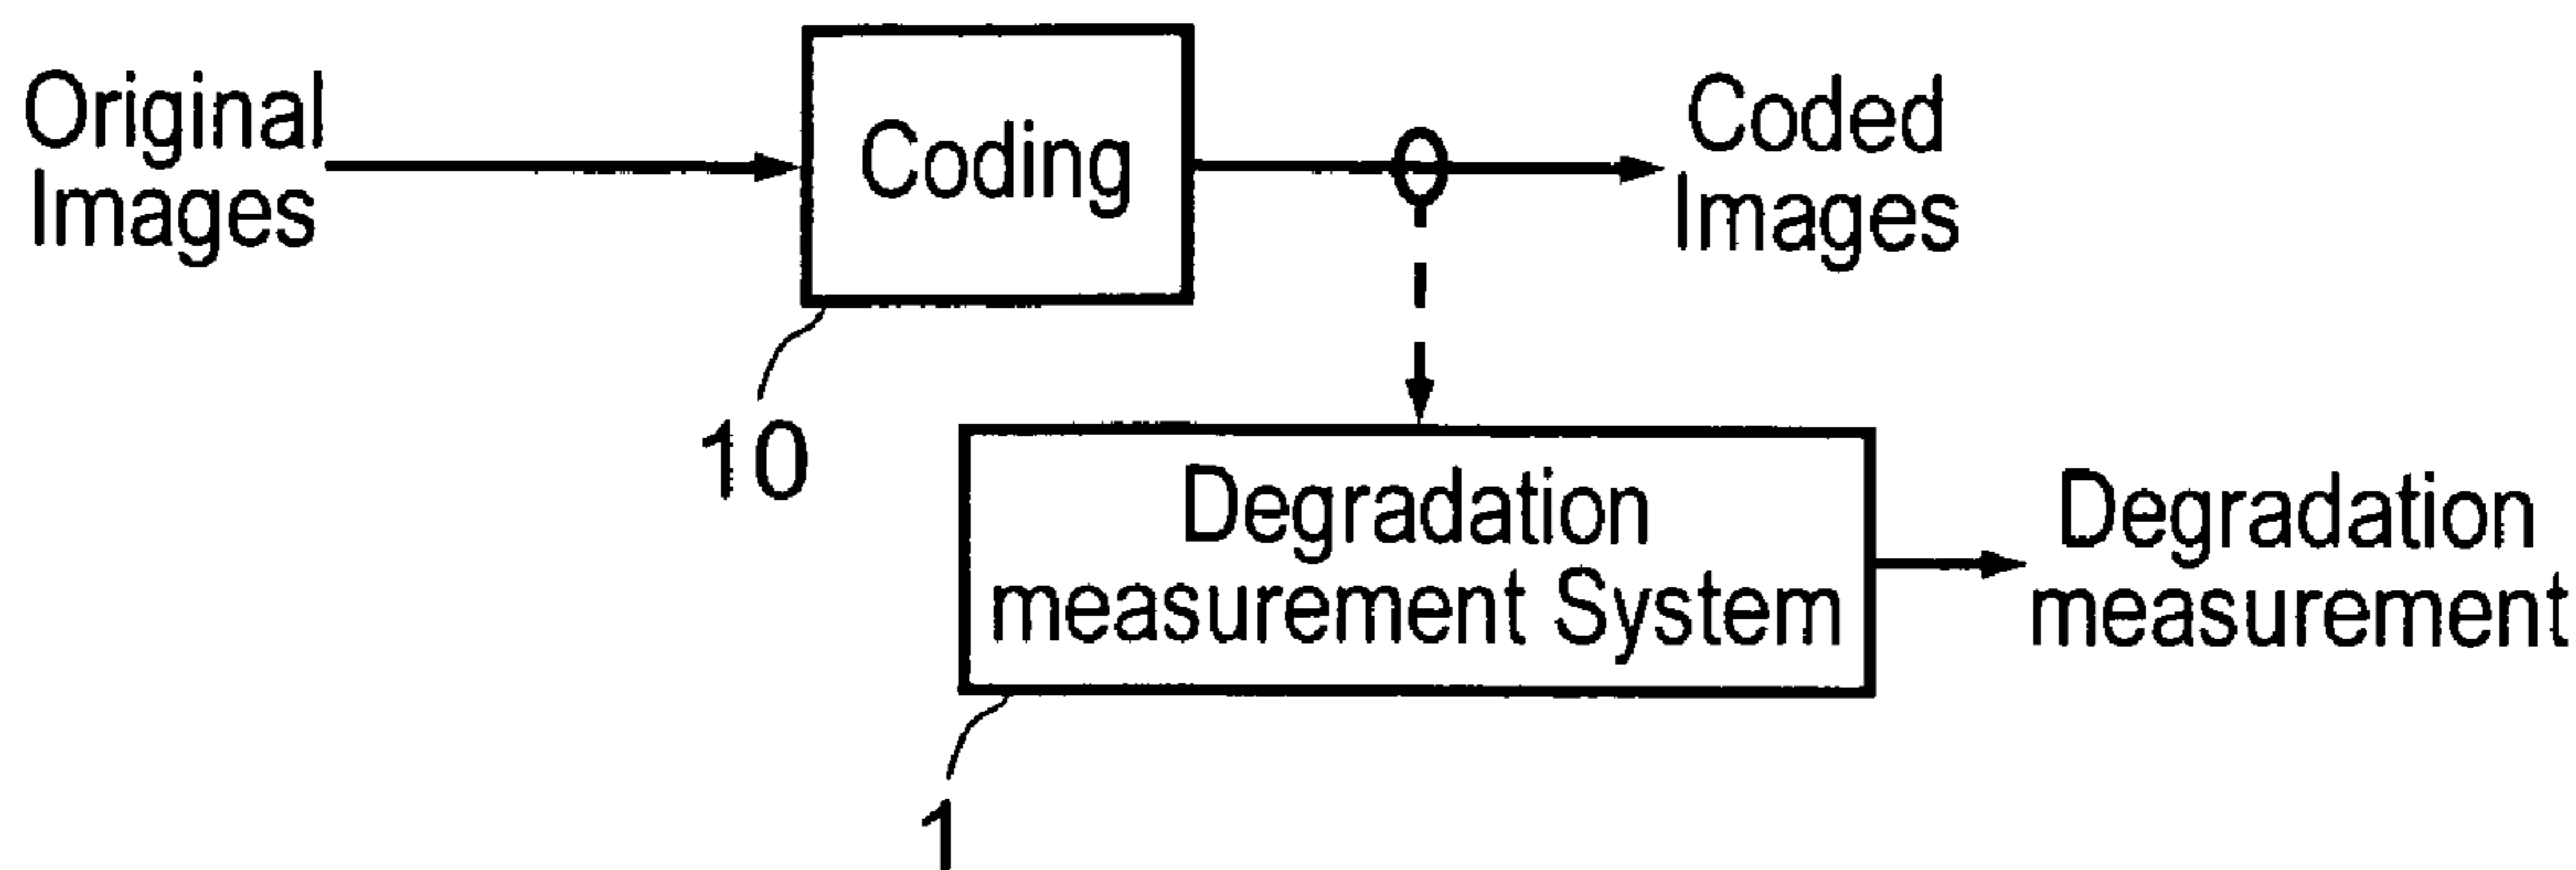 Original
Images
Coding
Coded
Images
10
Degradation
measurement System
Degradation
measurement
1